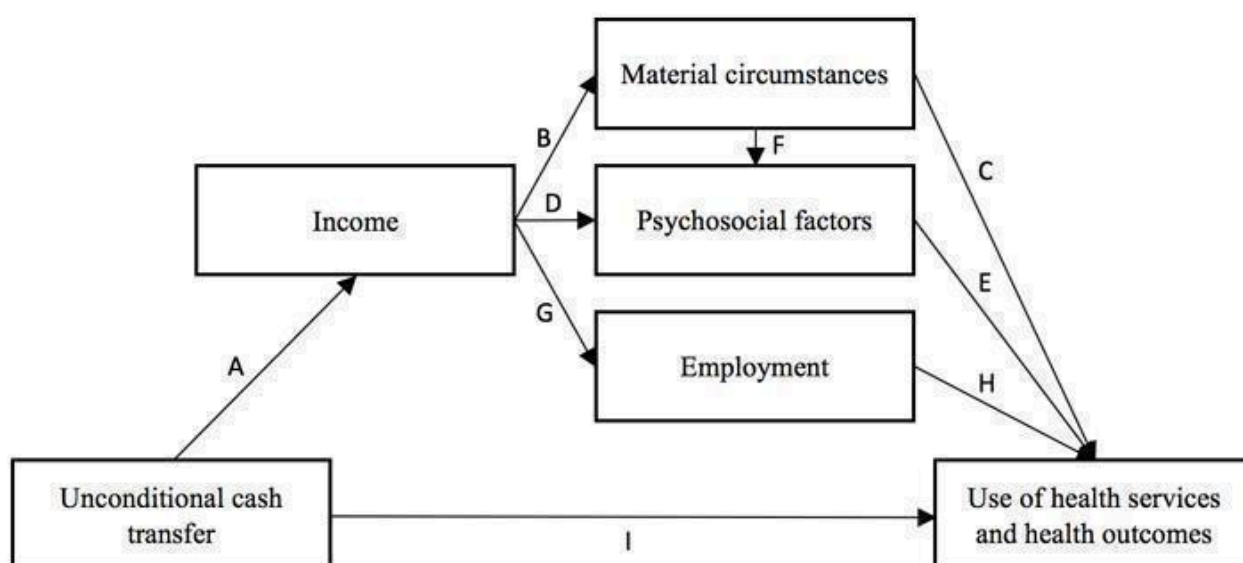 Material circumstances
B
F
C
Income
D
Psychosocial factors
E
G
Employment
A
H
Unconditional cash
transfer
I
Use of health services
and health outcomes